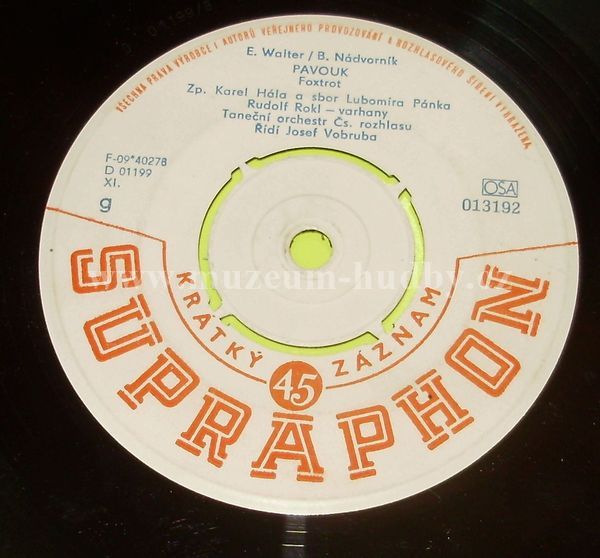 VŠECHNA PRÁVA VÝROBCE I AUTORŮ VEŘEJNÉHO PROVOZOVÁNÍ A ROZHLASOVÉHO ŠÍŘENÍ VYHRAŽENA
E. Walter/B. Nádvorník
PAVOUK
Foxtrot
Zp. Karel Hála a sbor Lubomíra Pánka
Rudolf Rokl – varhany
Taneční orchestr Čs. rozhlasu
Řídí Josef Vobruba
F-09*40278
D 01199
XI.
g
OSA
013192
www.muzeum-hudby.cz
KRÁTKÝ 45 ZÁZNAM
SUPRAPHON